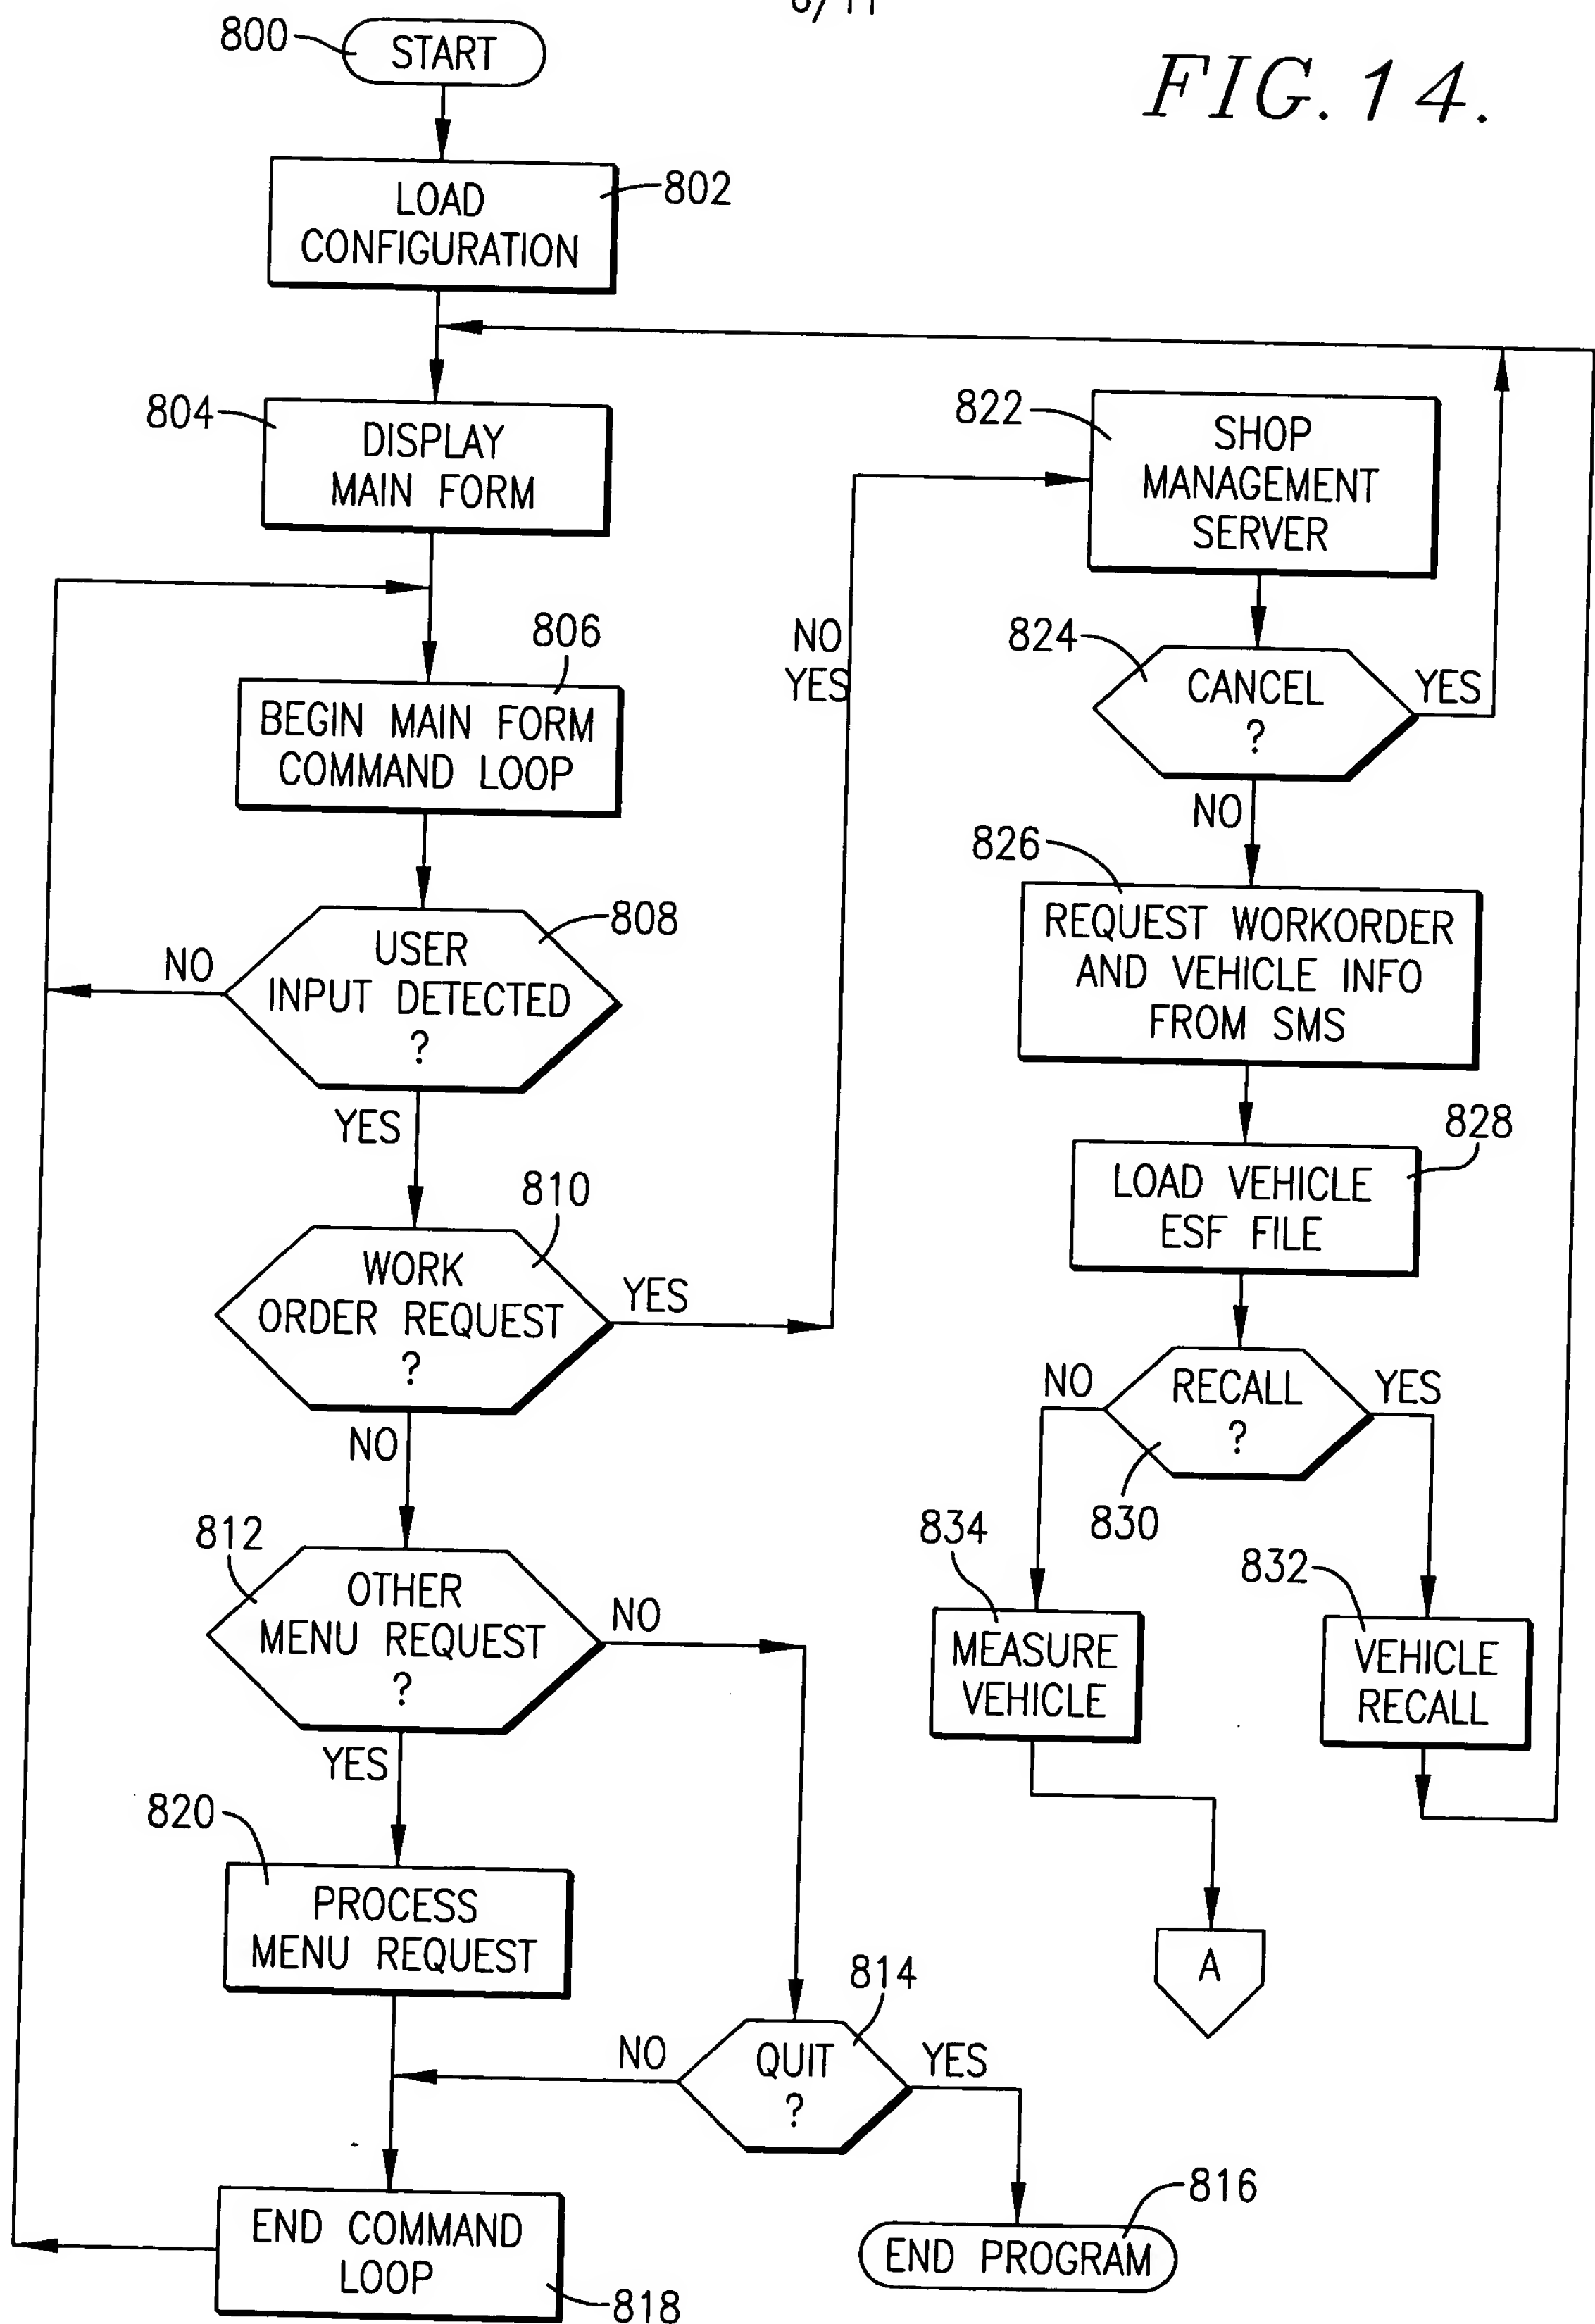 FIG. 14.
800
START
LOAD
CONFIGURATION
802
804
DISPLAY
MAIN FORM
806
BEGIN MAIN FORM
COMMAND LOOP
808
USER
INPUT DETECTED
?
NO
YES
810
WORK
ORDER REQUEST
?
YES
NO
812
OTHER
MENU REQUEST
?
NO
YES
820
PROCESS
MENU REQUEST
814
QUIT
?
NO
YES
816
END PROGRAM
END COMMAND
LOOP
818
NO
YES
822
SHOP
MANAGEMENT
SERVER
824
CANCEL
?
YES
NO
826
REQUEST WORKORDER
AND VEHICLE INFO
FROM SMS
828
LOAD VEHICLE
ESF FILE
NO
RECALL
?
YES
830
834
MEASURE
VEHICLE
832
VEHICLE
RECALL
A